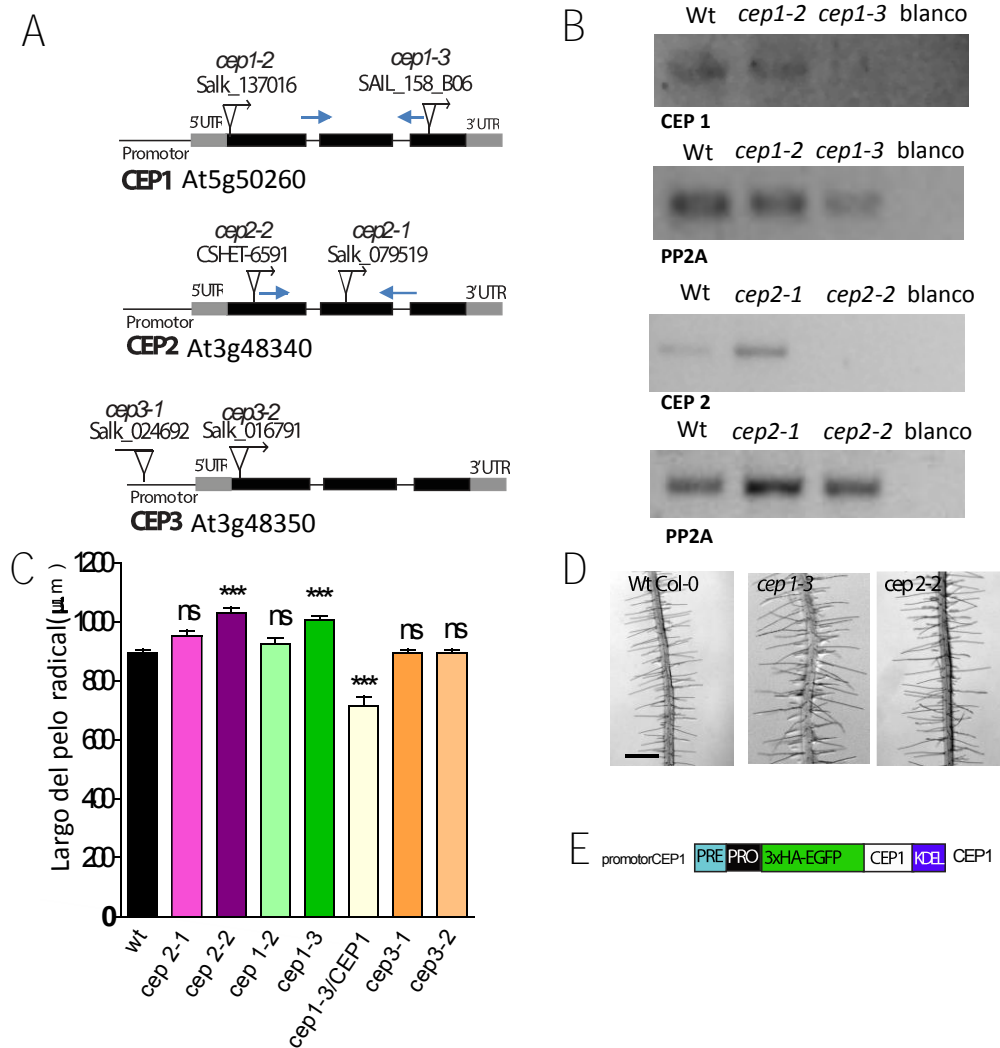 A
cep1-2
Salk_137016
cep1-3
SAIL_158_B06
5'UTR
3'UTR
Promotor
CEP1 At5g50260
cep2-2
CSHET-6591
cep2-1
Salk_079519
5'UTR
3'UTR
Promotor
CEP2 At3g48340
cep3-1
Salk_024692
cep3-2
Salk_016791
5'UTR
3'UTR
Promotor
CEP3 At3g48350
B
Wt cep1-2 cep1-3 blanco
CEP 1
Wt cep1-2 cep1-3 blanco
PP2A
Wt cep2-1 cep2-2 blanco
CEP 2
Wt cep2-1 cep2-2 blanco
PP2A
C
Largo del pelo radical(µm)
1200
1000
800
600
400
200
0
ns
***
ns
***
***
ns
ns
wt
cep 2-1
cep 2-2
cep 1-2
cep1-3
cep1-3/CEP1
cep3-1
cep3-2
D
Wt Col-0
cep 1-3
cep 2-2
E
promotorCEP1 PRE PRO 3xHA-EGFP CEP1 KDEL CEP1